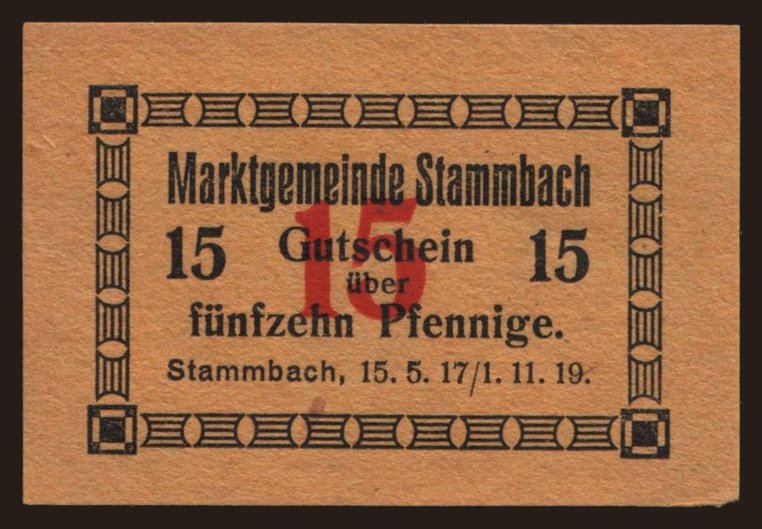 Marktgemeinde Stammbach
15 Gutschein 15
15
über
fünfzehn Pfennige.
Stammbach, 15. 5. 17/1. 11. 19.